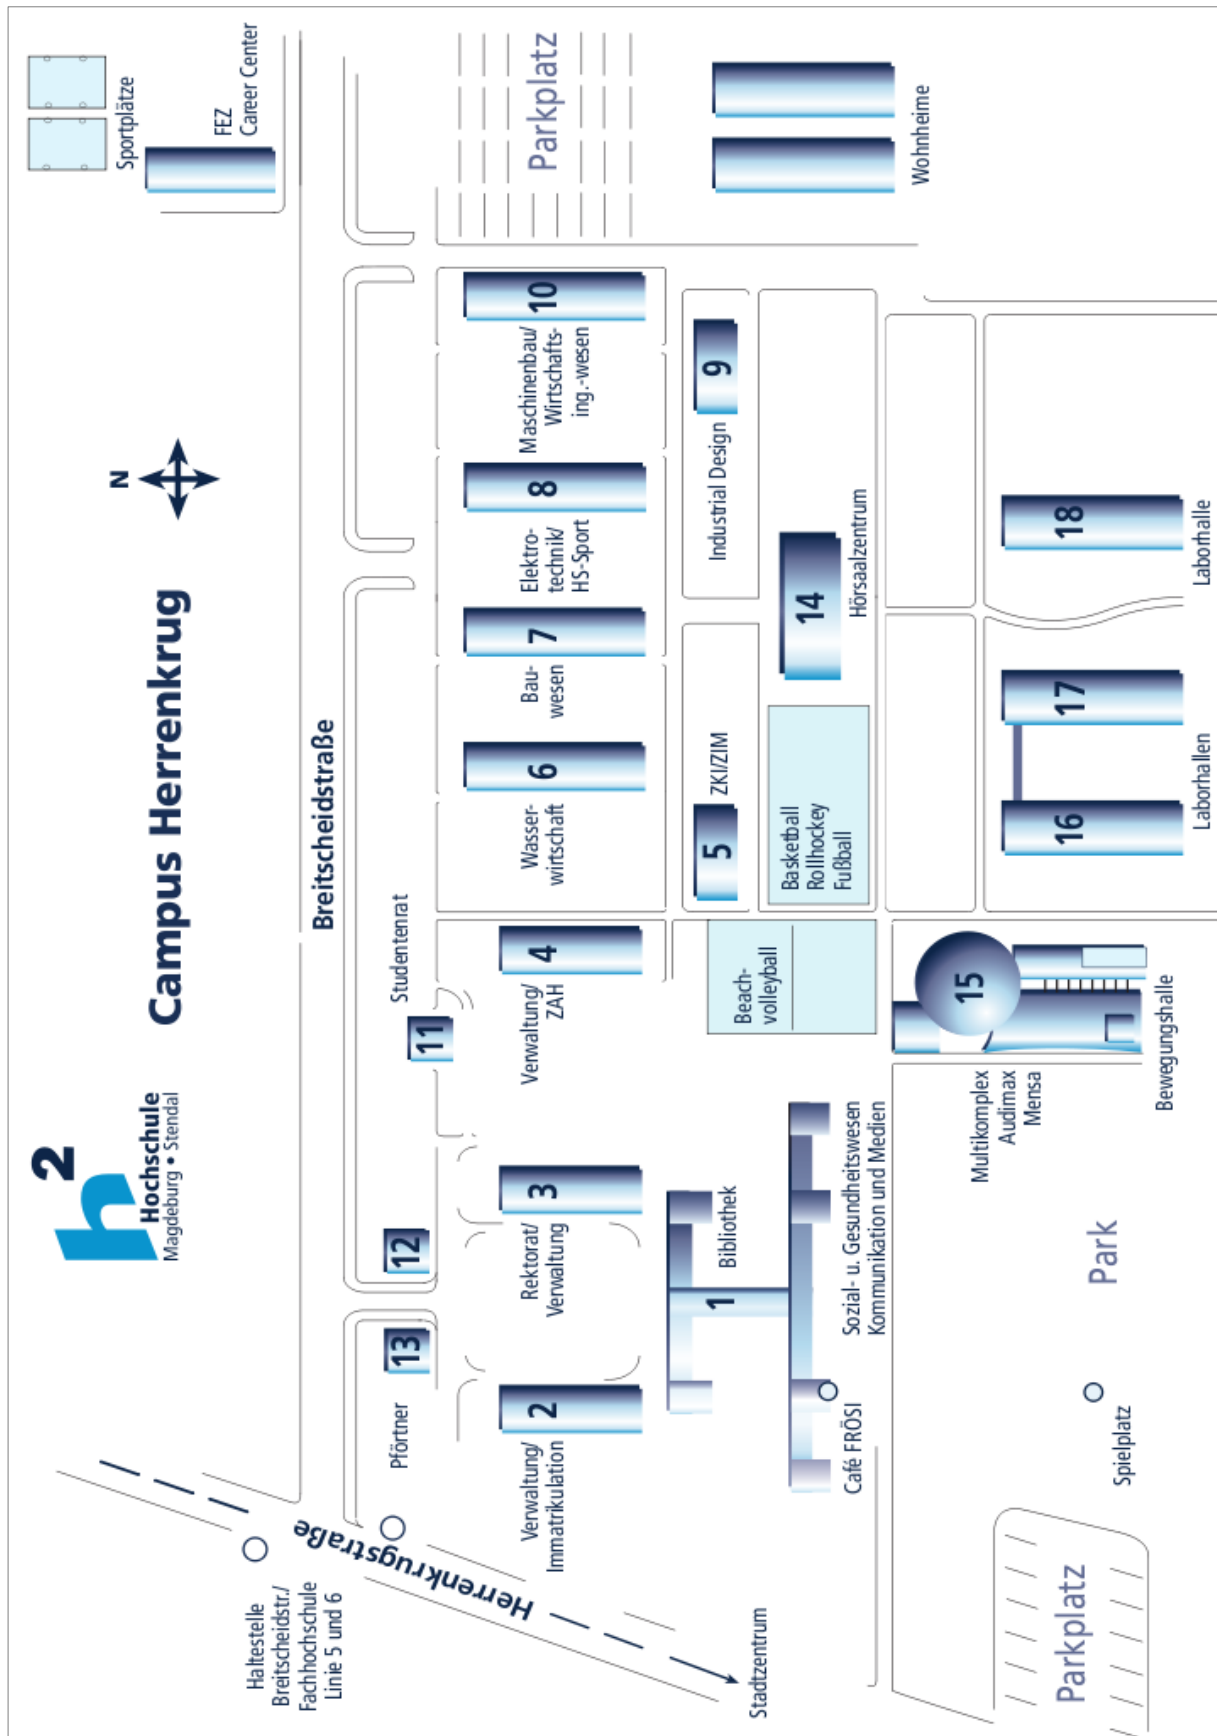 h2
Hochschule
Magdeburg • Stendal
Campus Herrenkrug
N
Sportplätze
FEZ
Career Center
Haltestelle
Breitscheidstr./
Fachhochschule
Linie 5 und 6
Herrenkrugstraße
Stadtzentrum
Breitscheidstraße
Pförtner
13
12
11
Studentenrat
Verwaltung/
Immatrikulation
2
Rektorat/
Verwaltung
3
Verwaltung/
ZAH
4
Wasser-
wirtschaft
6
Bau-
wesen
7
Elektro-
technik/
HS-Sport
8
Maschinenbau/
Wirtschafts-
ing.-wesen
10
Parkplatz
1
Bibliothek
5
ZKI/ZIM
Industrial Design
9
Wohnheime
Beach-
volleyball
Basketball
Rollhockey
Fußball
14
Hörsaalzentrum
Café FRÖSI
Sozial- u. Gesundheitswesen
Kommunikation und Medien
15
Multikomplex
Audimax
Mensa
Bewegungshalle
16
17
Laborhallen
18
Laborhalle
Park
Spielplatz
Parkplatz